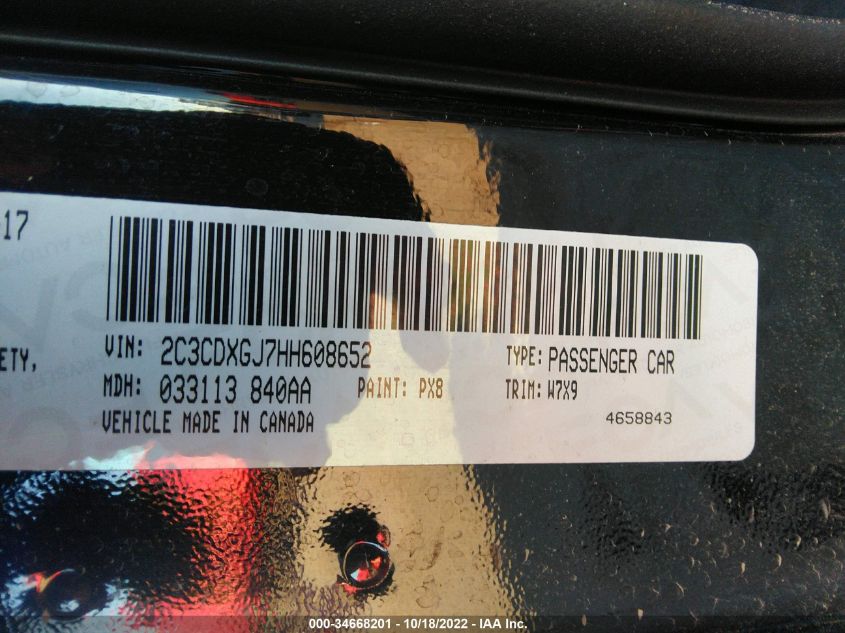 17
ETY,
VIN: 2C3CDXGJ7HH608652
TYPE: PASSENGER CAR
MDH: 033113 840AA
PAINT: PX8
TRIM: W7X9
VEHICLE MADE IN CANADA
4658843
000-34668201 - 10/18/2022 - IAA Inc.